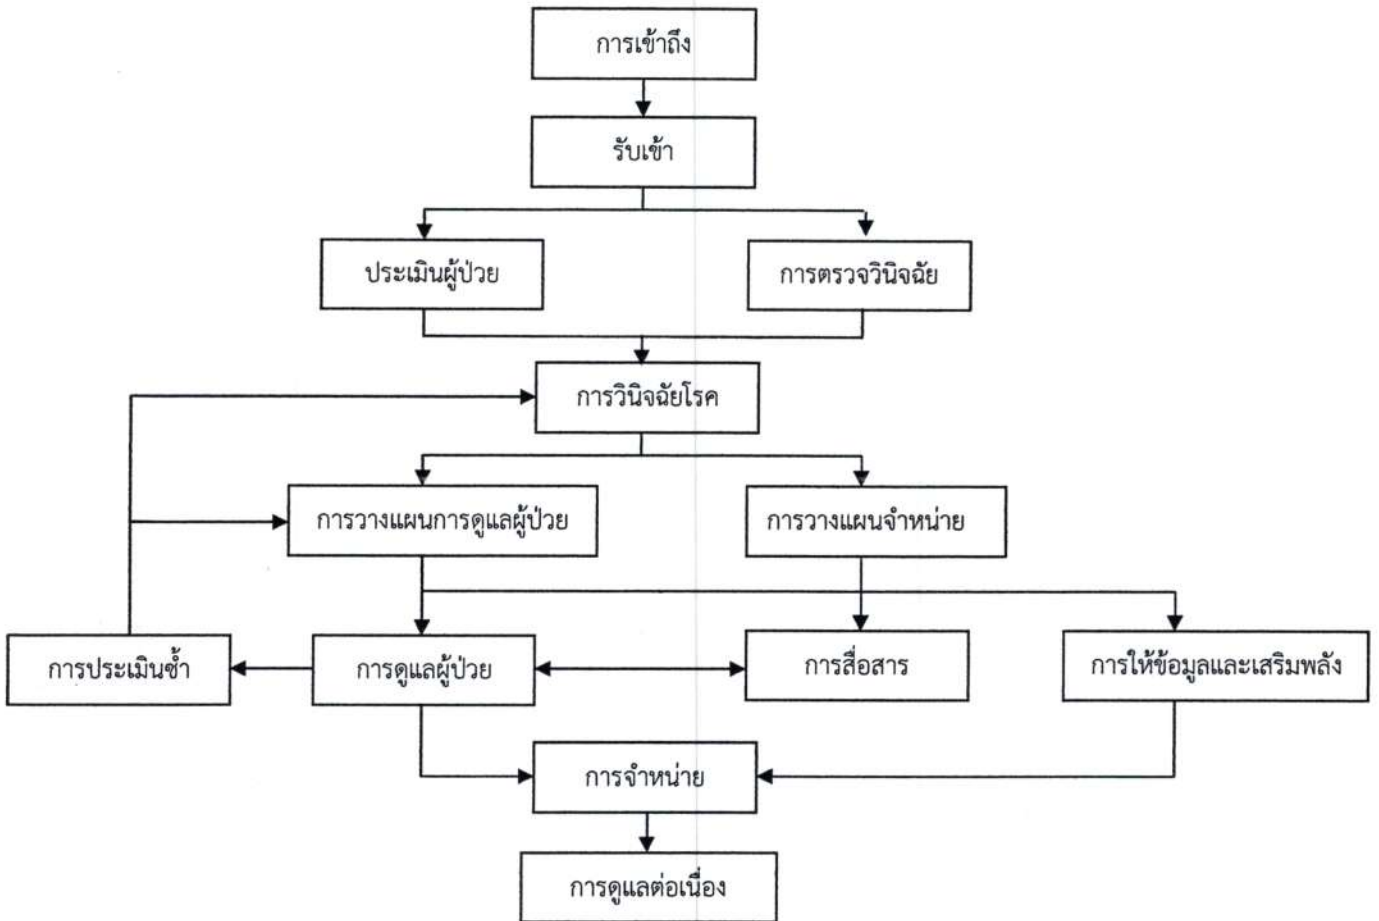 การเข้าถึง
รับเข้า
ประเมินผู้ป่วย
การตรวจวินิจฉัย
การวินิจฉัยโรค
การวางแผนการดูแลผู้ป่วย
การวางแผนจำหน่าย
การประเมินซ้ำ
การดูแลผู้ป่วย
การสื่อสาร
การให้ข้อมูลและเสริมพลัง
การจำหน่าย
การดูแลต่อเนื่อง